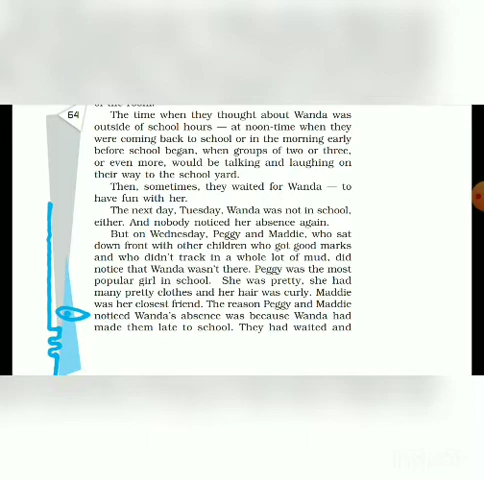 of the room.
64
The time when they thought about Wanda was
outside of school hours — at noon-time when they
were coming back to school or in the morning early
before school began, when groups of two or three,
or even more, would be talking and laughing on
their way to the school yard.
Then, sometimes, they waited for Wanda — to
have fun with her.
The next day, Tuesday, Wanda was not in school,
either. And nobody noticed her absence again.
But on Wednesday, Peggy and Maddie, who sat
down front with other children who got good marks
and who didn't track in a whole lot of mud, did
notice that Wanda wasn't there. Peggy was the most
popular girl in school. She was pretty, she had
many pretty clothes and her hair was curly. Maddie
was her closest friend. The reason Peggy and Maddie
noticed Wanda's absence was because Wanda had
made them late to school. They had waited and